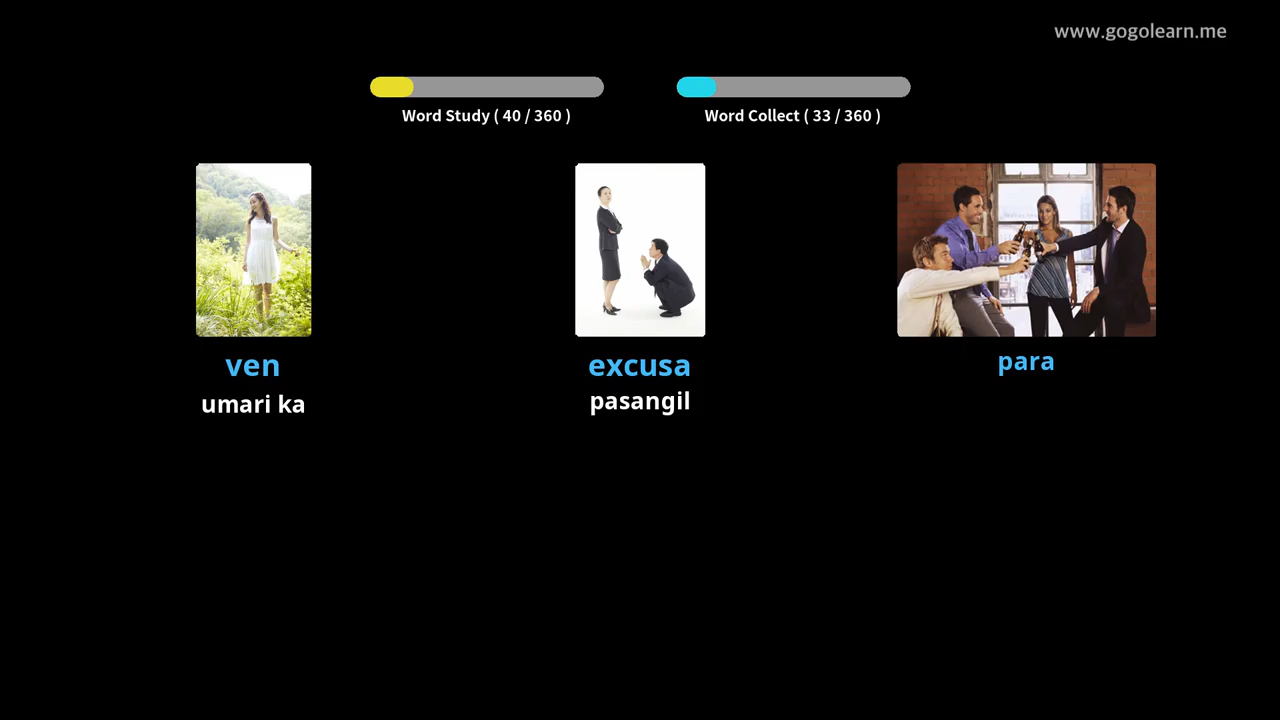 www.gogolearn.me
Word Study ( 40 / 360 )
Word Collect ( 33 / 360 )
ven
umari ka
excusa
pasangil
para